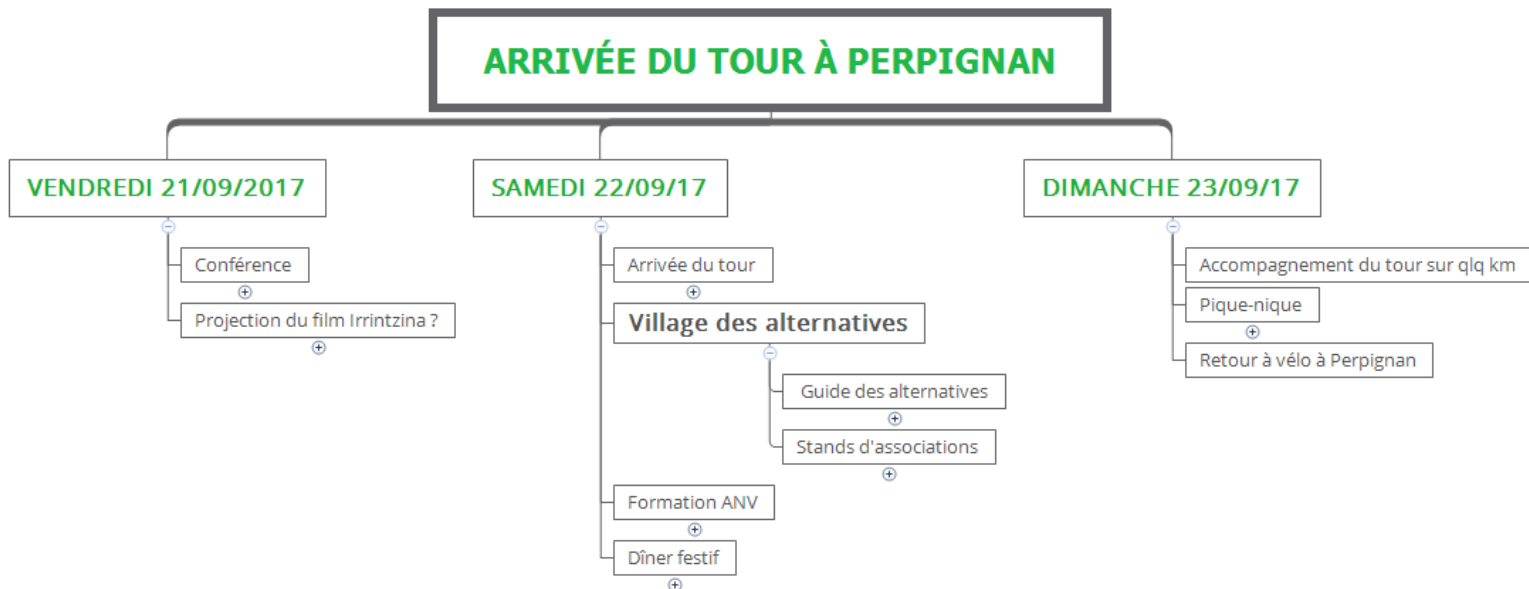 ARRIVÉE DU TOUR À PERPIGNAN
VENDREDI 21/09/2017
Conférence
Projection du film Irrintzina ?
SAMEDI 22/09/17
Arrivée du tour
Village des alternatives
Guide des alternatives
Stands d'associations
Formation ANV
Dîner festif
DIMANCHE 23/09/17
Accompagnement du tour sur qlq km
Pique-nique
Retour à vélo à Perpignan